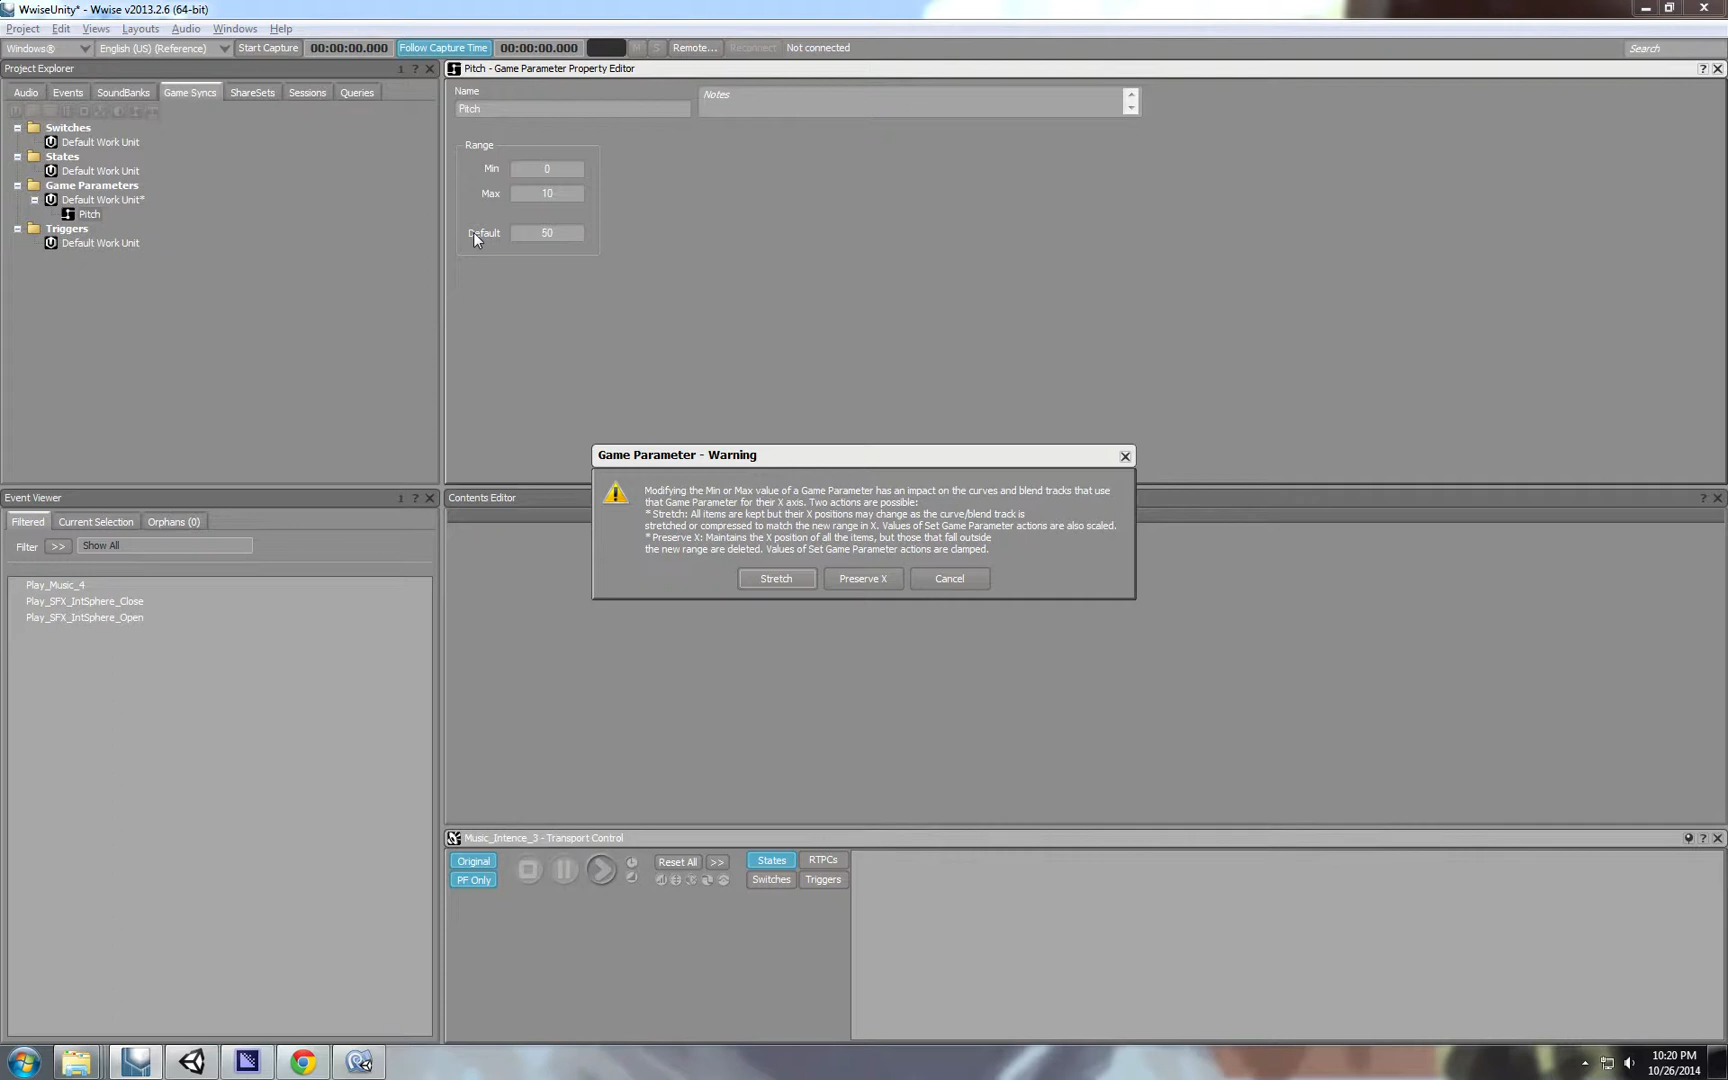 WwiseUnity* - Wwise v2013.2.6 (64-bit)
Project Edit Views Layouts Audio Windows Help
Windows® English (US) (Reference) Start Capture 00:00:00.000 Follow Capture Time 00:00:00.000 M S Remote... Reconnect Not connected Search
Project Explorer
Audio Events SoundBanks Game Syncs ShareSets Sessions Queries
Switches
Default Work Unit
States
Default Work Unit
Game Parameters
Default Work Unit*
Pitch
Triggers
Default Work Unit
Pitch - Game Parameter Property Editor
Name
Pitch
Notes
Range
Min 0
Max 10
Default 50
Game Parameter - Warning
Modifying the Min or Max value of a Game Parameter has an impact on the curves and blend tracks that use
that Game Parameter for their X axis. Two actions are possible:
* Stretch: All items are kept but their X positions may change as the curve/blend track is
stretched or compressed to match the new range in X. Values of Set Game Parameter actions are also scaled.
* Preserve X: Maintains the X position of all the items, but those that fall outside
the new range are deleted. Values of Set Game Parameter actions are clamped.
Stretch Preserve X Cancel
Event Viewer
Filtered Current Selection Orphans (0)
Filter >> Show All
Play_Music_4
Play_SFX_IntSphere_Close
Play_SFX_IntSphere_Open
Contents Editor
Music_Intence_3 - Transport Control
Original
PF Only
Reset All >>
States RTPCs
Switches Triggers
10:20 PM
10/26/2014